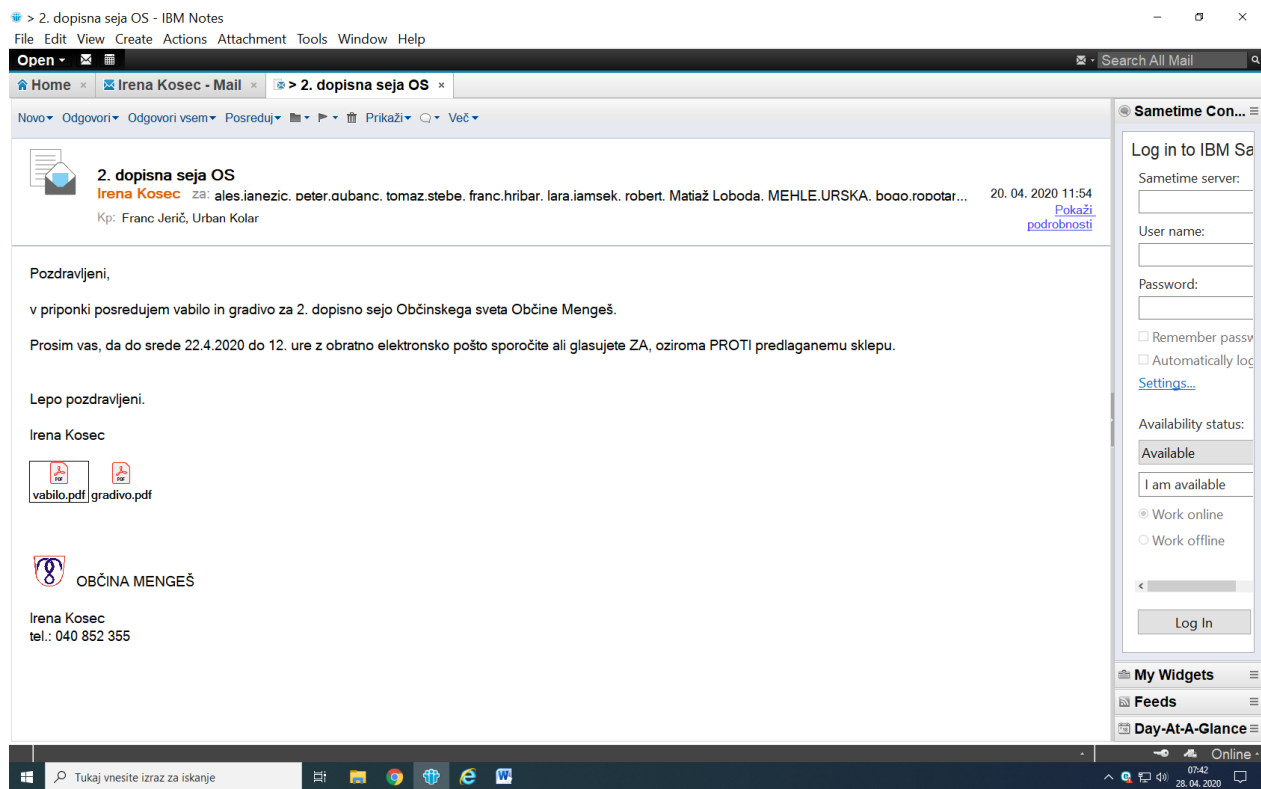 > 2. dopisna seja OS - IBM Notes
File Edit View Create Actions Attachment Tools Window Help
Open
Search All Mail
Home × Irena Kosec - Mail × > 2. dopisna seja OS ×
Novo Odgovori Odgovori vsem Posreduj Prikaži Več
2. dopisna seja OS
Irena Kosec za: ales.janezic, peter.gubanc, tomaz.stebe, franc.hribar, lara.jamsek, robert, Matjaž Loboda, MEHLE.URSKA, bogo.ropotar...
20. 04. 2020 11:54
Kp: Franc Jerič, Urban Kolar
Pokaži
podrobnosti
Pozdravljeni,
v priponki posredujem vabilo in gradivo za 2. dopisno sejo Občinskega sveta Občine Mengeš.
Prosim vas, da do srede 22.4.2020 do 12. ure z obratno elektronsko pošto sporočite ali glasujete ZA, oziroma PROTI predlaganemu sklepu.
Lepo pozdravljeni.
Irena Kosec
vabilo.pdf gradivo.pdf
OBČINA MENGEŠ
Irena Kosec
tel.: 040 852 355
Sametime Con...
Log in to IBM Sa
Sametime server:
User name:
Password:
Remember passw
Automatically log
Settings...
Availability status:
Available
I am available
Work online
Work offline
Log In
My Widgets
Feeds
Day-At-A-Glance
Online
Tukaj vnesite izraz za iskanje
07:42
28. 04. 2020